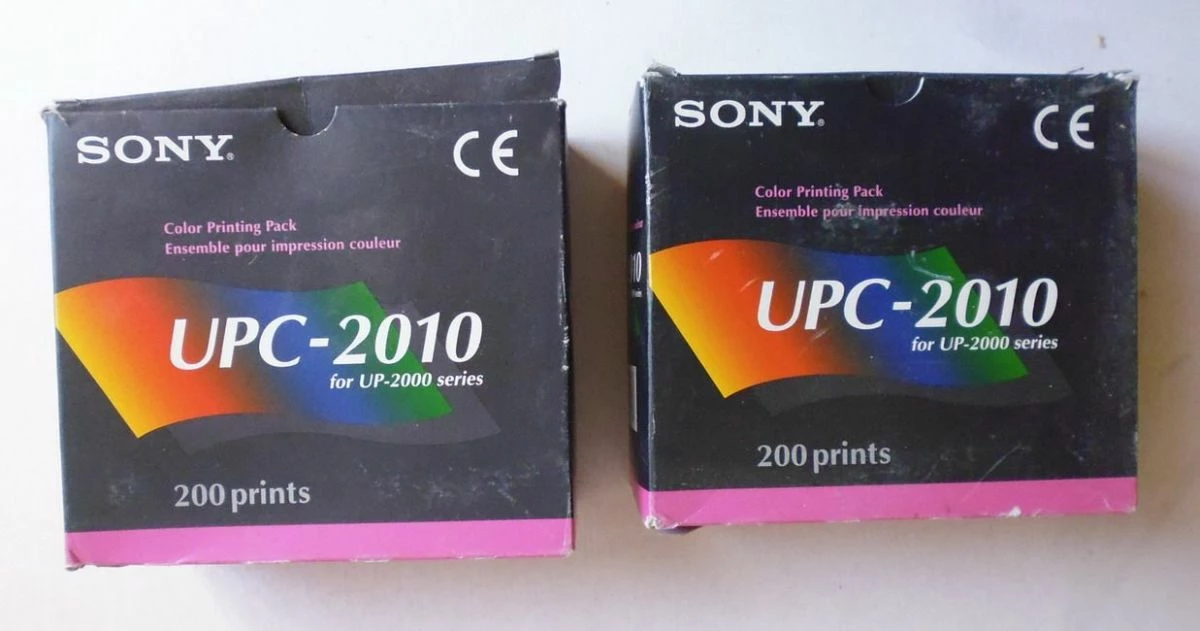 SONY®
CE
Color Printing Pack
Ensemble pour impression couleur
UPC-2010
for UP-2000 series
200 prints
SONY®
CE
Color Printing Pack
Ensemble pour impression couleur
UPC-2010
for UP-2000 series
200 prints